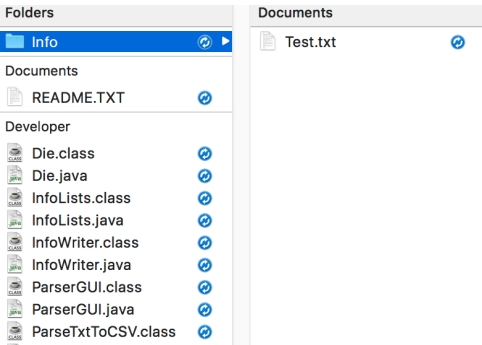 Folders
Info
Documents
README.TXT
Developer
Die.class
Die.java
InfoLists.class
InfoLists.java
InfoWriter.class
InfoWriter.java
ParserGUI.class
ParserGUI.java
ParseTxtToCSV.class
Documents
Test.txt